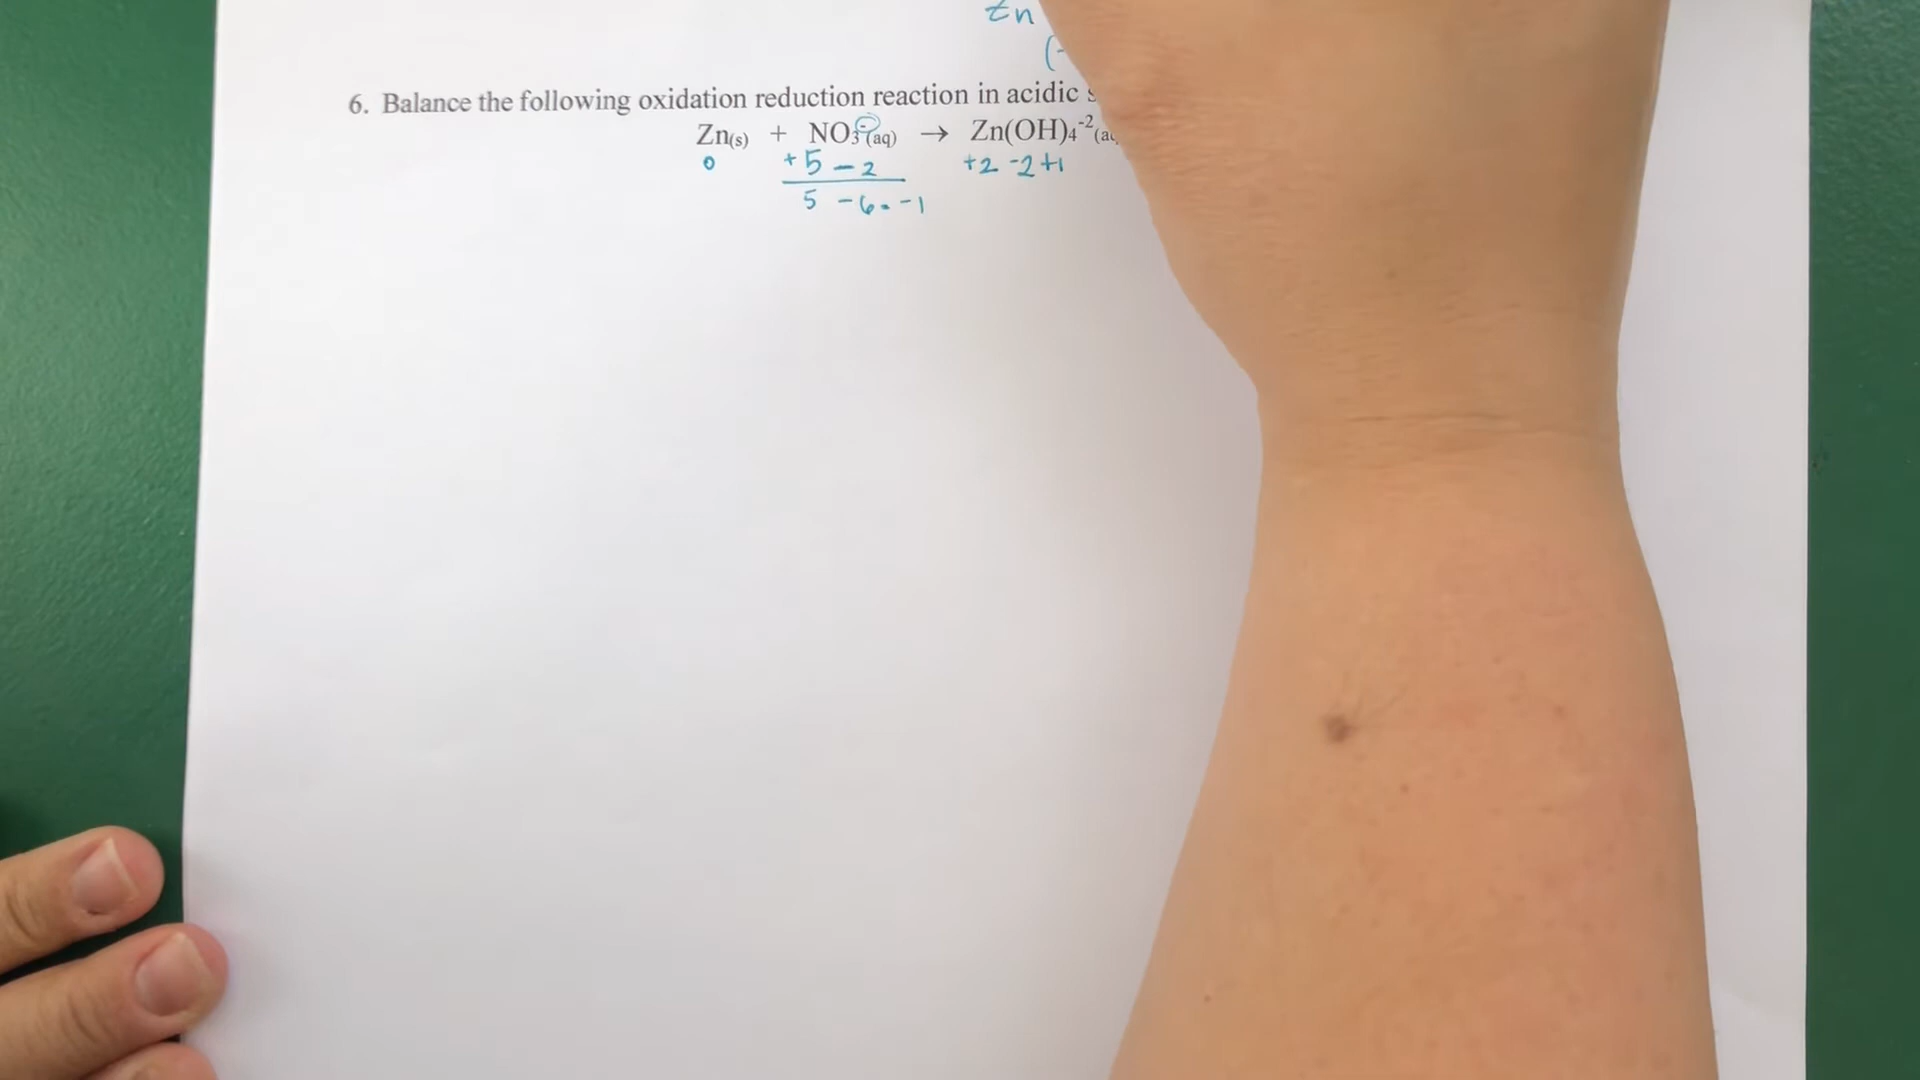 Zn
(-
6. Balance the following oxidation reduction reaction in acidic s
Zn(s) + NO3-(aq) → Zn(OH)4-2(a
0 +5 -2 +2 -2 +1
5 -6 = -1